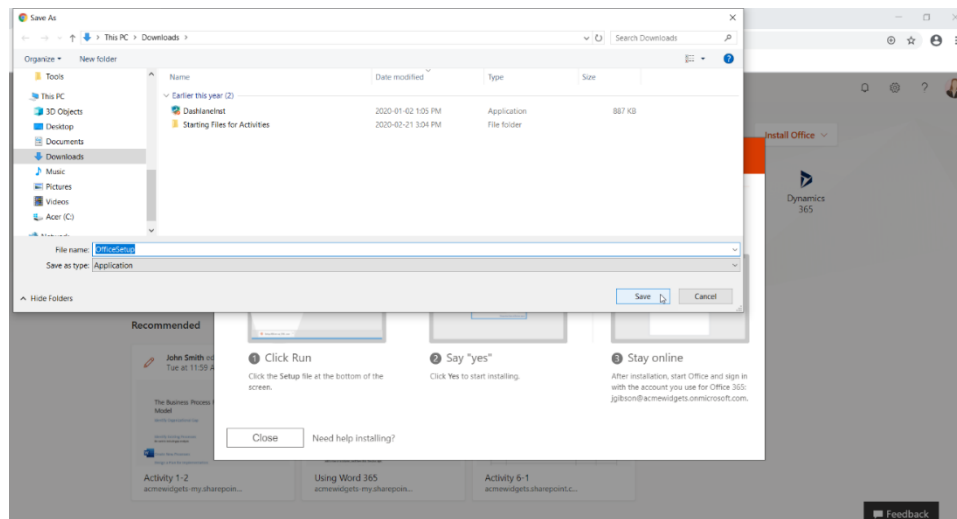 Save As
This PC > Downloads >
Search Downloads
Organize
New folder
Tools
This PC
3D Objects
Desktop
Documents
Downloads
Music
Pictures
Videos
Acer (C:)
Name Date modified Type Size
Earlier this year (2)
DashlaneInst 2020-01-02 1:05 PM Application 887 KB
Starting Files for Activities 2020-02-21 3:04 PM File folder
File name: OfficeSetup
Save as type: Application
Hide Folders
Save
Cancel
Install Office
Dynamics
365
Recommended
John Smith ed
Tue at 11:59 A
The Business Process
Model
1 Click Run
Click the Setup file at the bottom of the
screen.
2 Say "yes"
Click Yes to start installing.
3 Stay online
After installation, start Office and sign in
with the account you use for Office 365:
jgibson@acmewidgets.onmicrosoft.com.
Close
Need help installing?
Activity 1-2
acmewidgets-my.sharepoin...
Using Word 365
acmewidgets-my.sharepoin...
Activity 6-1
acmewidgets.sharepoint.c...
Feedback